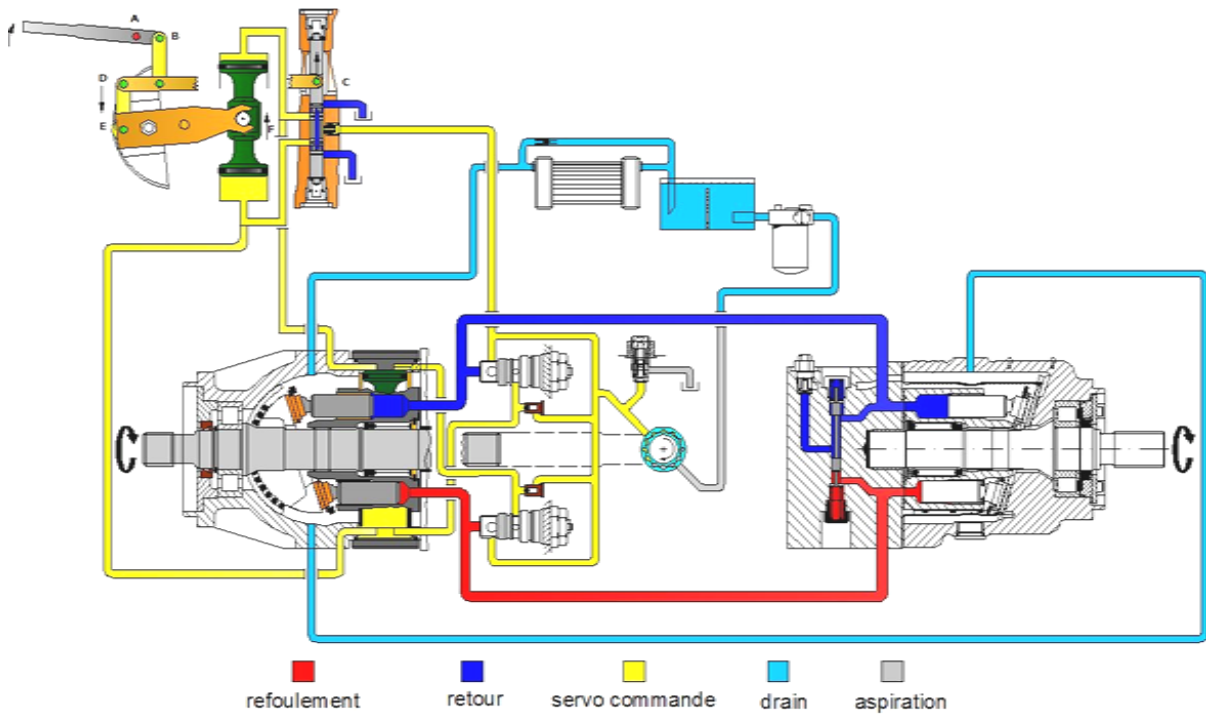 A
B
C
D
E
F
refoulement
retour
servo commande
drain
aspiration